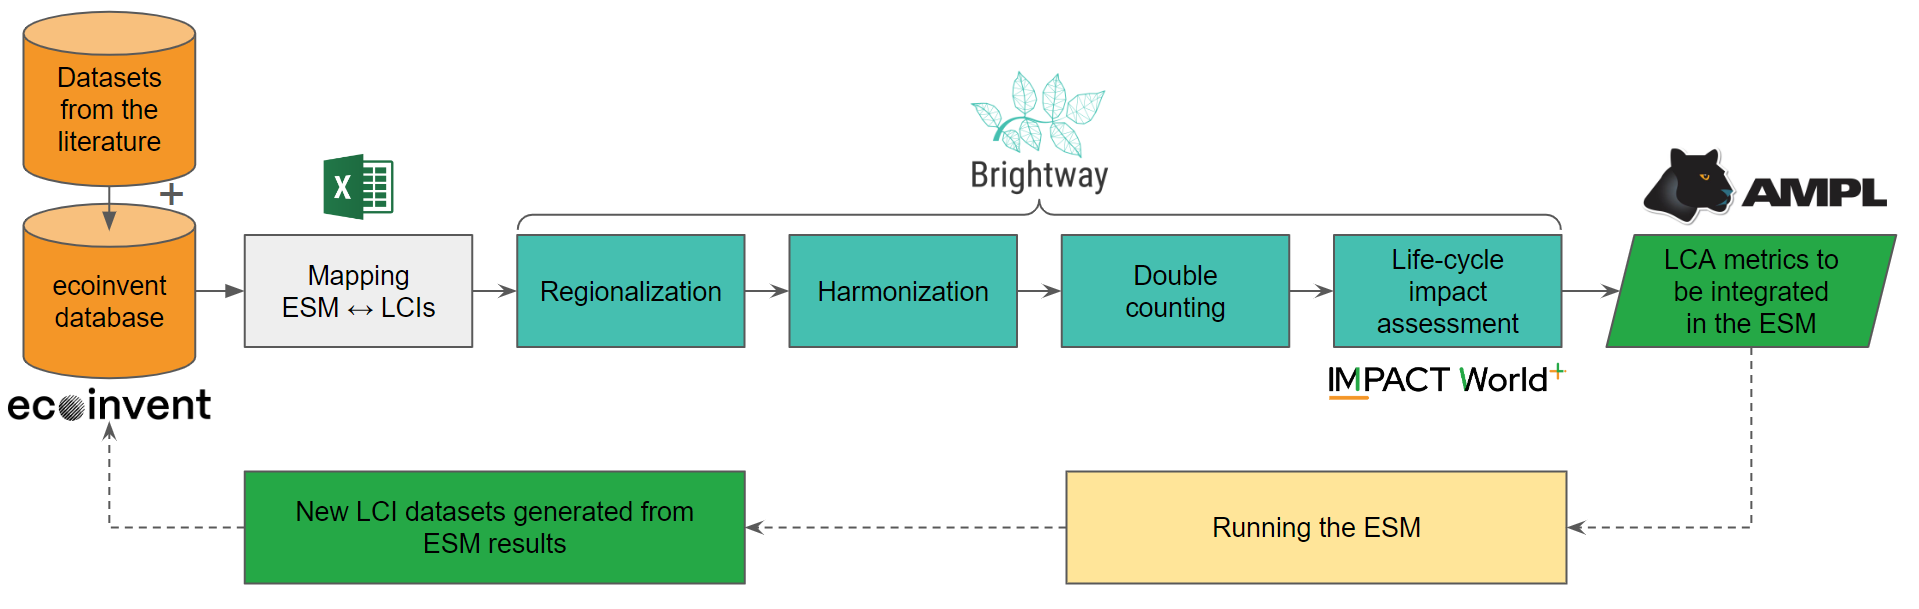 Datasets
from the
literature
+
ecoinvent
database
ecoinvent
X
Mapping
ESM ↔ LCIs
Brightway
Regionalization
Harmonization
Double
counting
Life-cycle
impact
assessment
IMPACT World+
AMPL
LCA metrics to
be integrated
in the ESM
New LCI datasets generated from
ESM results
Running the ESM